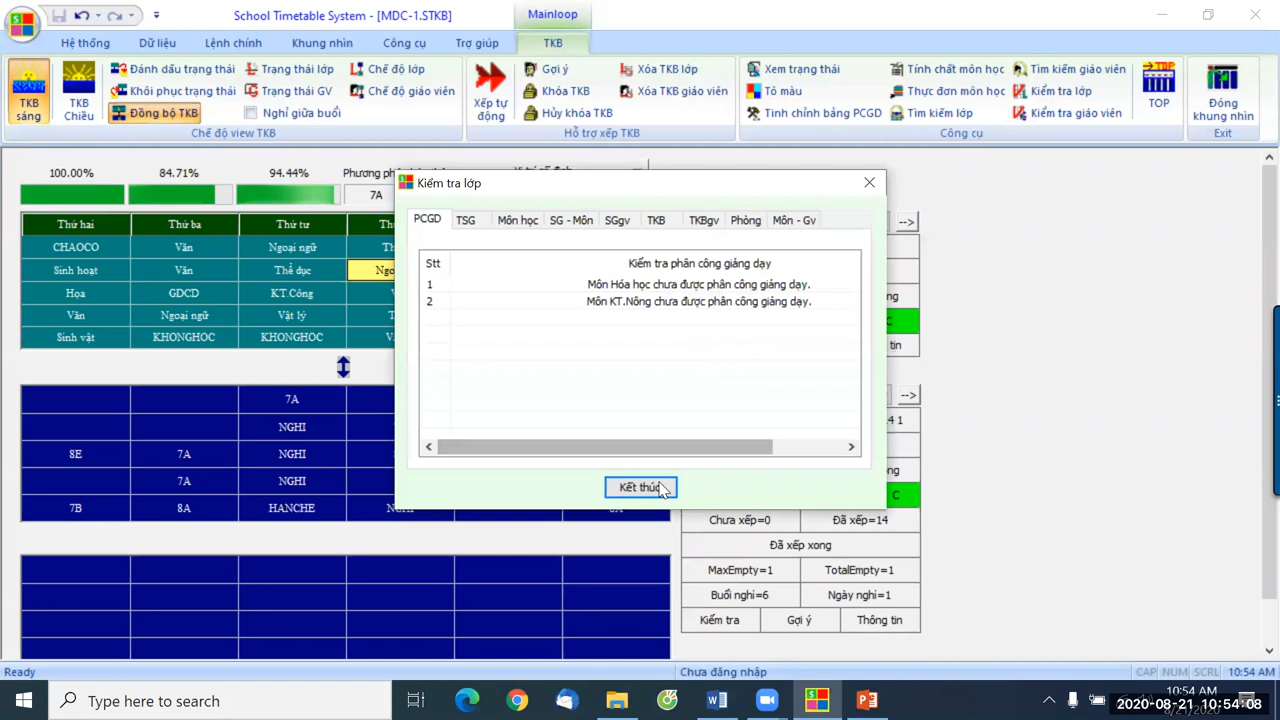 School Timetable System - [MDC-1.STKB]
Mainloop
Hệ thống
Dữ liệu
Lệnh chính
Khung nhìn
Công cụ
Trợ giúp
TKB
TKB sáng
TKB Chiều
Đánh dấu trạng thái
Trạng thái lớp
Chế độ lớp
Khôi phục trạng thái
Trạng thái GV
Chế độ giáo viên
Đồng bộ TKB
Nghỉ giữa buổi
Chế độ view TKB
Xếp tự động
Gợi ý
Xóa TKB lớp
Khóa TKB
Xóa TKB giáo viên
Hủy khóa TKB
Hỗ trợ xếp TKB
Xem trạng thái
Tính chất môn học
Tìm kiếm giáo viên
Tô màu
Thực đơn môn học
Kiểm tra lớp
Tinh chỉnh bảng PCGD
Tìm kiếm lớp
Kiểm tra giáo viên
Công cụ
TOP
TOP
Đóng khung nhìn
Exit
100.00%
84.71%
94.44%
7A
Thứ hai
Thứ ba
Thứ tư
CHAOCO
Văn
Ngoại ngữ
Sinh hoạt
Văn
Thể dục
Họa
GDCD
KT.Công
Văn
Ngoại ngữ
Vật lý
Sinh vật
KHONGHOC
KHONGHOC
-->
tin
Kiểm tra lớp
PCGD
TSG
Môn học
SG - Môn
SGgv
TKB
TKBgv
Phòng
Môn - Gv
Stt
Kiểm tra phân công giảng dạy
1
Môn Hóa học chưa được phân công giảng dạy.
2
Môn KT.Nông chưa được phân công giảng dạy.
Kết thúc
7A
NGHI
8E
7A
NGHI
7A
NGHI
7B
8A
HANCHE
-->
Chưa xếp=0
Đã xếp=14
Đã xếp xong
MaxEmpty=1
TotalEmpty=1
Buổi nghi=6
Ngày nghi=1
Kiểm tra
Gợi ý
Thông tin
Ready
Chưa đăng nhập
CAP NUM SCRL
10:54 AM
Type here to search
10:54 AM
2020-08-21 10:54:08